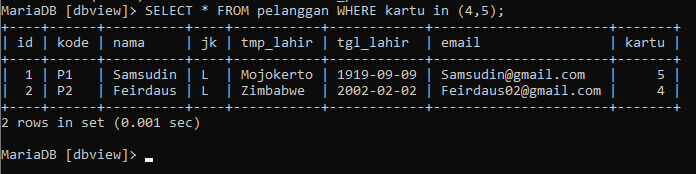 MariaDB [dbview]> SELECT * FROM pelanggan WHERE kartu in (4,5);
+----+------+----------+----+------------+------------+-----------------------+-------+
| id | kode | nama     | jk | tmp_lahir  | tgl_lahir  | email                 | kartu |
+----+------+----------+----+------------+------------+-----------------------+-------+
|  1 | P1   | Samsudin | L  | Mojokerto  | 1919-09-09 | Samsudin@gmail.com    |     5 |
|  2 | P2   | Feirdaus | L  | Zimbabwe   | 2002-02-02 | Feirdaus02@gmail.com  |     4 |
+----+------+----------+----+------------+------------+-----------------------+-------+
2 rows in set (0.001 sec)
MariaDB [dbview]>